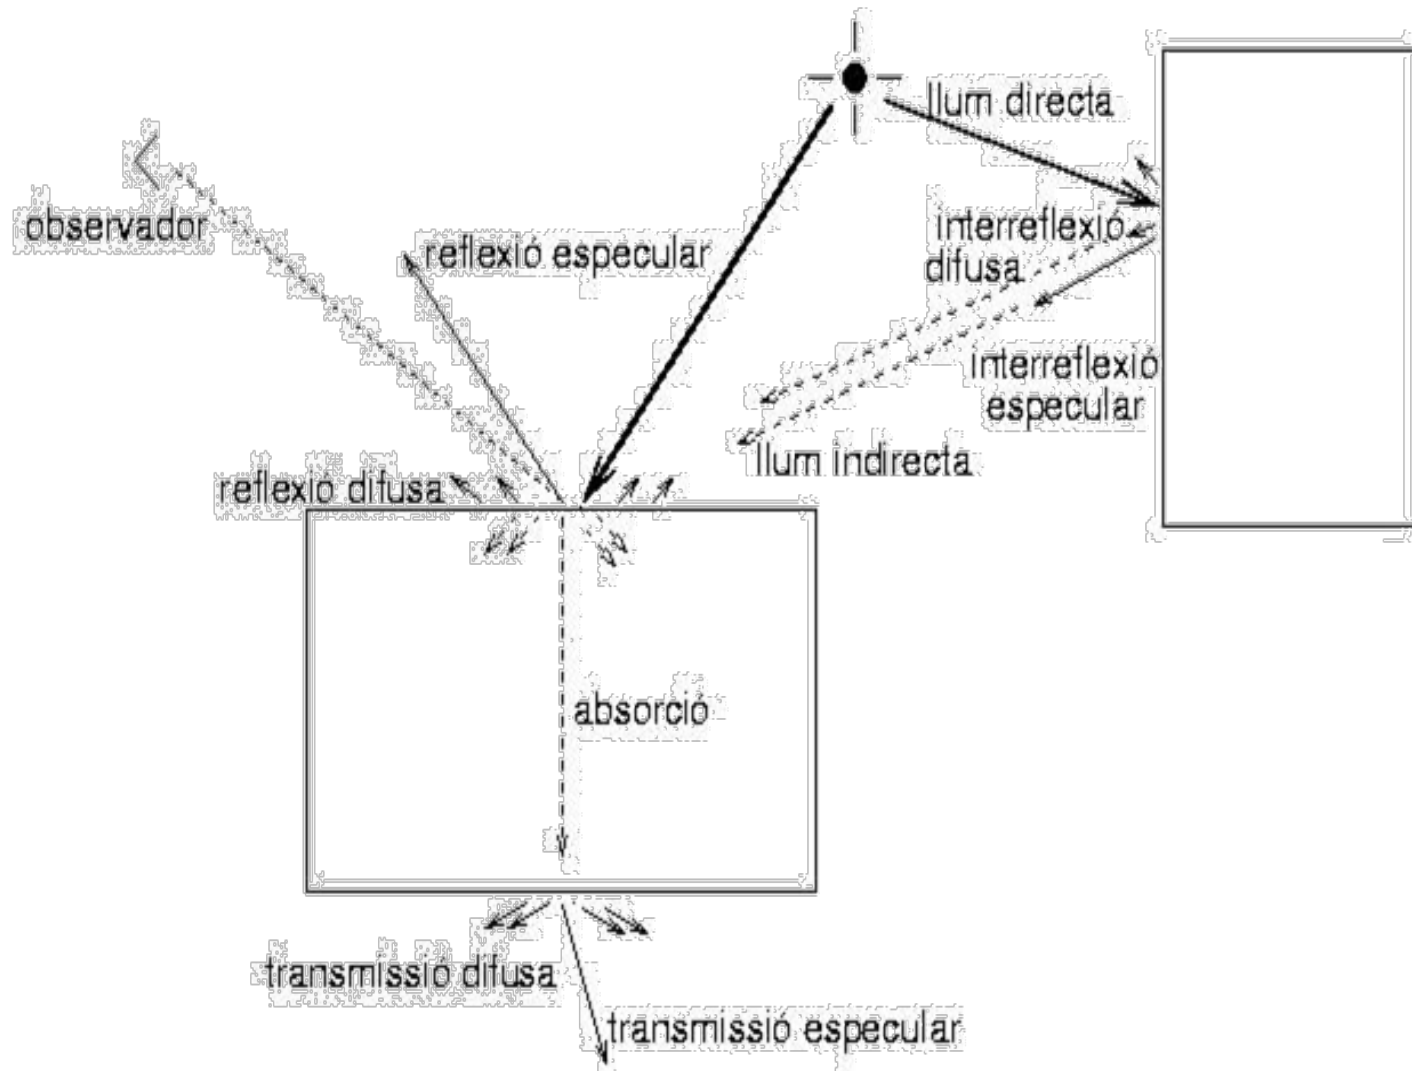 llum directa
observador
reflexió especular
interreflexió
difusa
interreflexió
especular
llum indirecta
reflexió difusa
absorció
transmissió difusa
transmissió especular